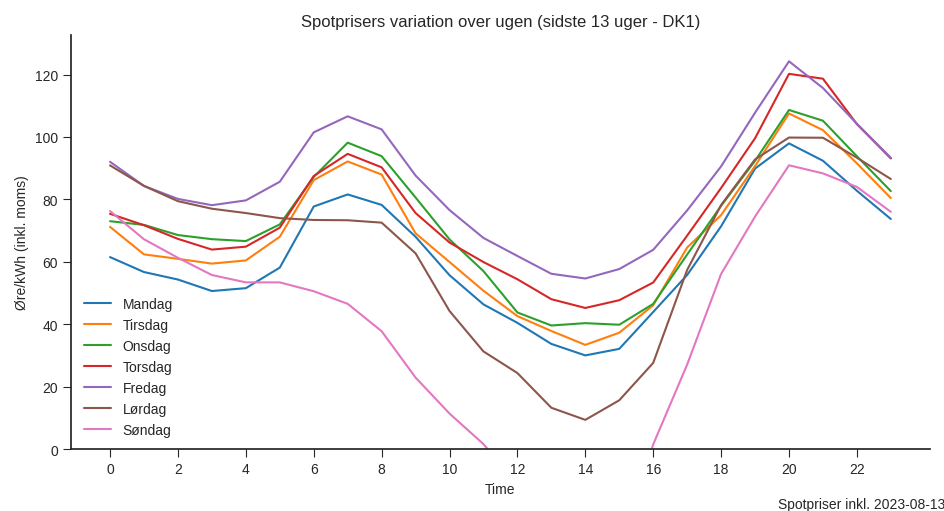 Spotprisers variation over ugen (sidste 13 uger - DK1)
Øre/kWh (inkl. moms)
120
100
80
60
40
20
0
Mandag
Tirsdag
Onsdag
Torsdag
Fredag
Lørdag
Søndag
0 2 4 6 8 10 12 14 16 18 20 22
Time
Spotpriser inkl. 2023-08-13